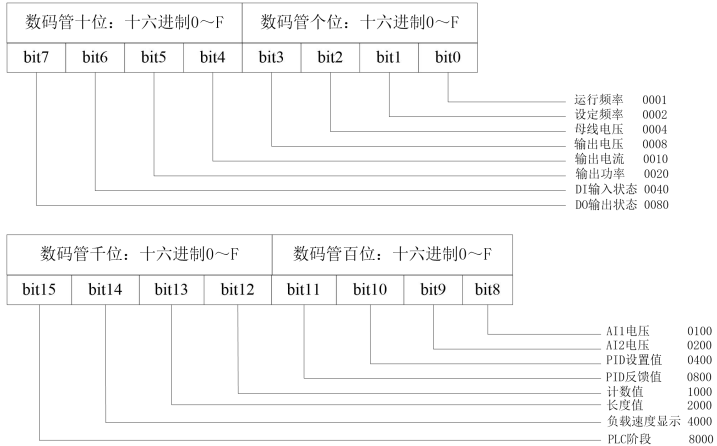 数码管十位：十六进制0～F 数码管个位：十六进制0～F
bit7 bit6 bit5 bit4 bit3 bit2 bit1 bit0
运行频率 0001
设定频率 0002
母线电压 0004
输出电压 0008
输出电流 0010
输出功率 0020
DI输入状态 0040
DO输出状态 0080
数码管千位：十六进制0～F 数码管百位：十六进制0～F
bit15 bit14 bit13 bit12 bit11 bit10 bit9 bit8
AI1电压 0100
AI2电压 0200
PID设置值 0400
PID反馈值 0800
计数值 1000
长度值 2000
负载速度显示 4000
PLC阶段 8000